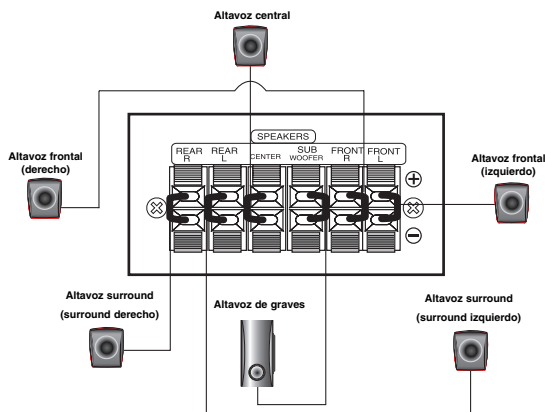 Altavoz central
Altavoz frontal
(derecho)
SPEAKERS
REAR
R
REAR
L
CENTER
SUB
WOOFER
FRONT
R
FRONT
L
+
−
Altavoz frontal
(izquierdo)
Altavoz surround
(surround derecho)
Altavoz de graves
Altavoz surround
(surround izquierdo)